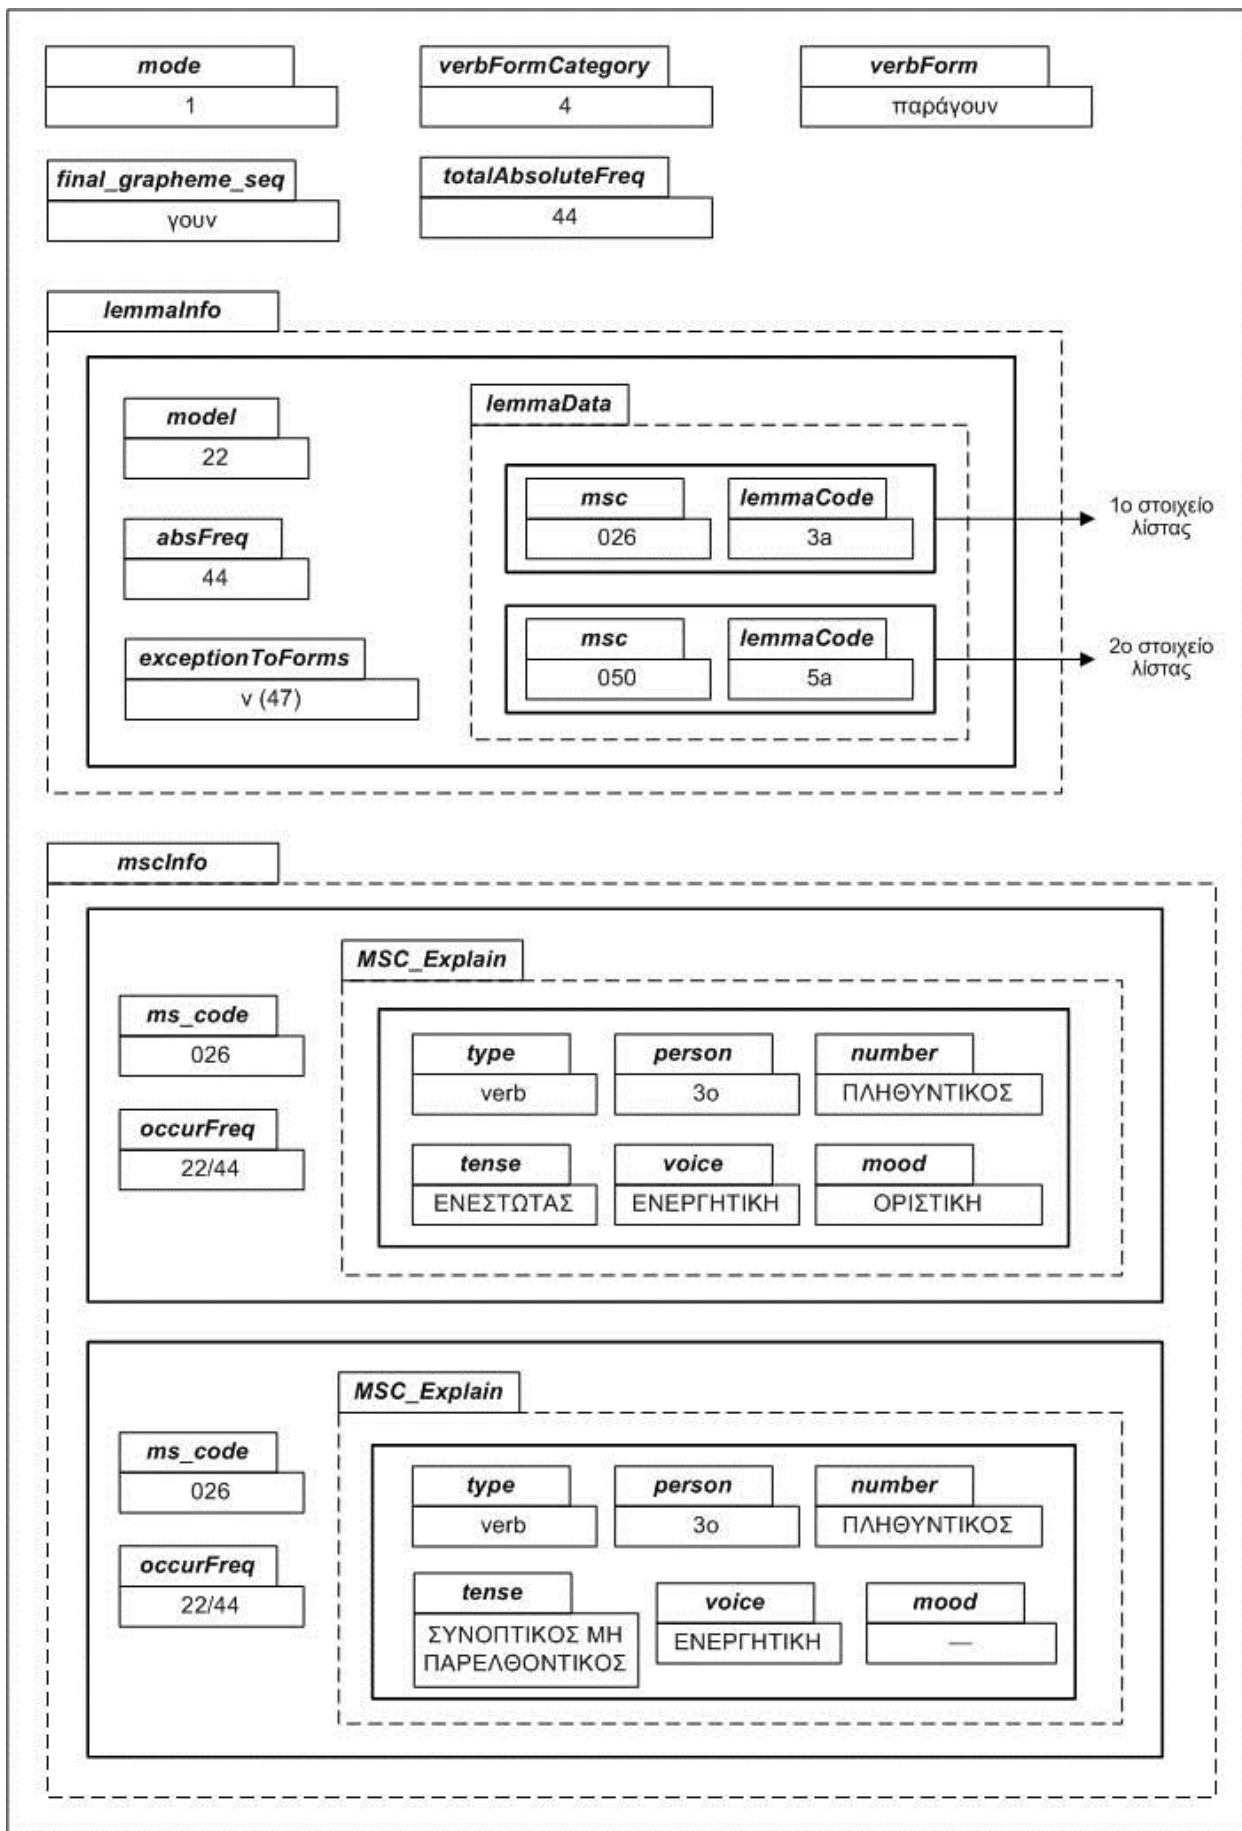 mode
1
verbFormCategory
4
verbForm
παράγουν
final_grapheme_seq
γουν
totalAbsoluteFreq
44
lemmaInfo
model
22
absFreq
44
exceptionToForms
ν (47)
lemmaData
msc
026
lemmaCode
3a
1ο στοιχείο
λίστας
msc
050
lemmaCode
5a
2ο στοιχείο
λίστας
mscInfo
ms_code
026
occurFreq
22/44
MSC_Explain
type
verb
person
3ο
number
ΠΛΗΘΥΝΤΙΚΟΣ
tense
ΕΝΕΣΤΩΤΑΣ
voice
ΕΝΕΡΓΗΤΙΚΗ
mood
ΟΡΙΣΤΙΚΗ
ms_code
026
occurFreq
22/44
MSC_Explain
type
verb
person
3ο
number
ΠΛΗΘΥΝΤΙΚΟΣ
tense
ΣΥΝΟΠΤΙΚΟΣ ΜΗ
ΠΑΡΕΛΘΟΝΤΙΚΟΣ
voice
ΕΝΕΡΓΗΤΙΚΗ
mood
—